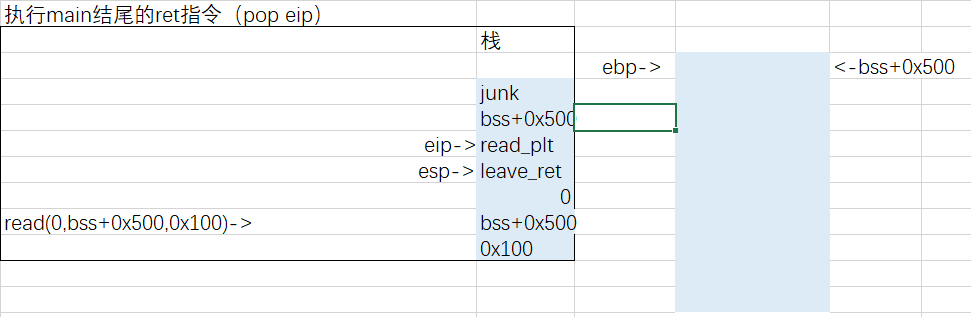 执行main结尾的ret指令（pop eip）
栈
ebp-> <-bss+0x500
junk
bss+0x500
eip-> read_plt
esp-> leave_ret
0
read(0,bss+0x500,0x100)-> bss+0x500
0x100